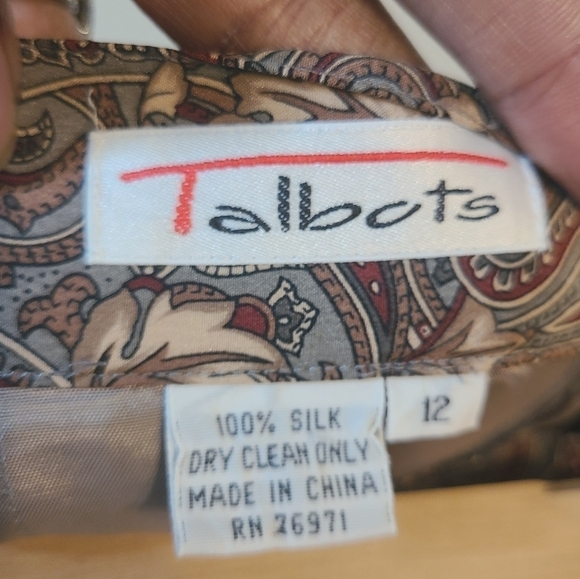 Talbots
12
100% SILK
DRY CLEAN ONLY
MADE IN CHINA
RN 26971